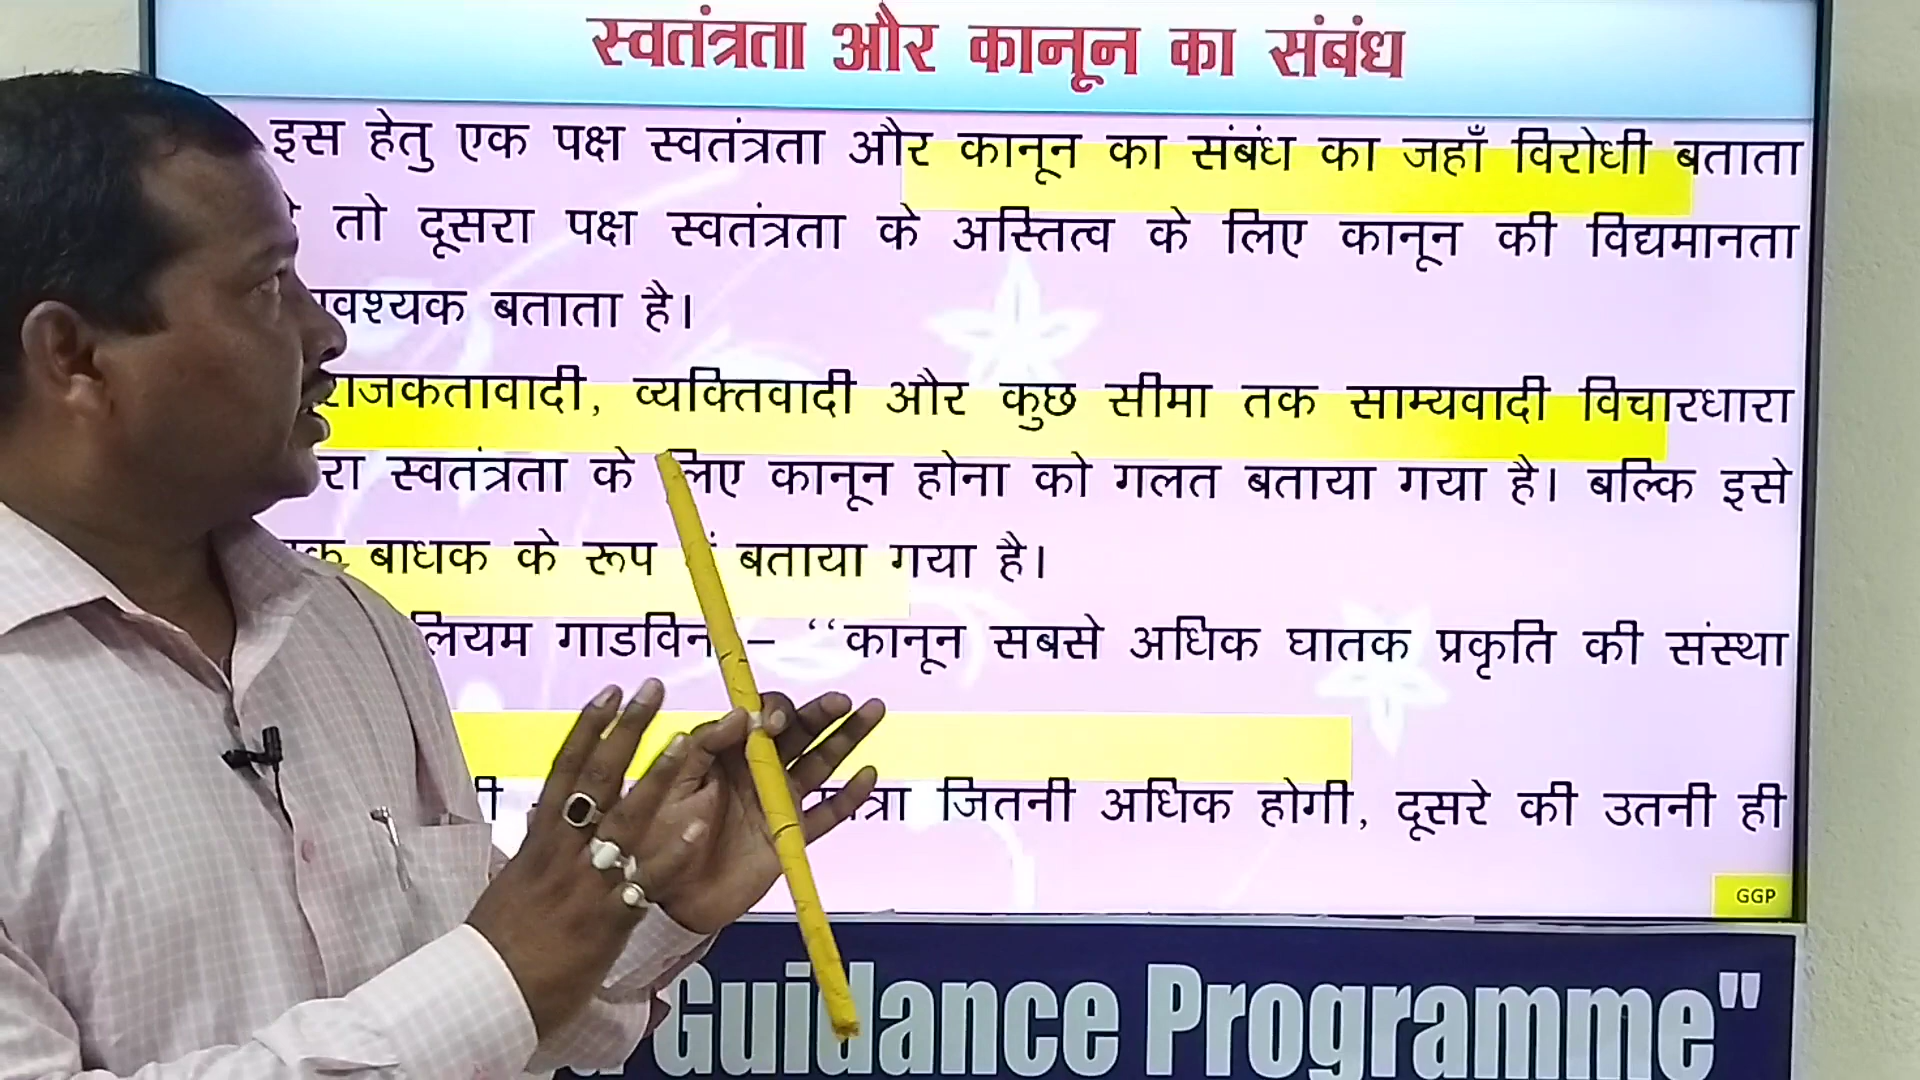 स्वतंत्रता और कानून का संबंध
इस हेतु एक पक्ष स्वतंत्रता और कानून का संबंध का जहाँ विरोधी बताता
तो दूसरा पक्ष स्वतंत्रता के अस्तित्व के लिए कानून की विद्यमानता
बताता है।
व्यक्तिवादी और कुछ सीमा तक साम्यवादी विचारधारा
स्वतंत्रता के लिए कानून होना को गलत बताया गया है। बल्कि इसे
बाधक के रूप बताया गया है।
गाडविन – ‘‘कानून सबसे अधिक घातक प्रकृति की संस्था
जितनी अधिक होगी, दूसरे की उतनी ही
GGP
Guidance Programme"